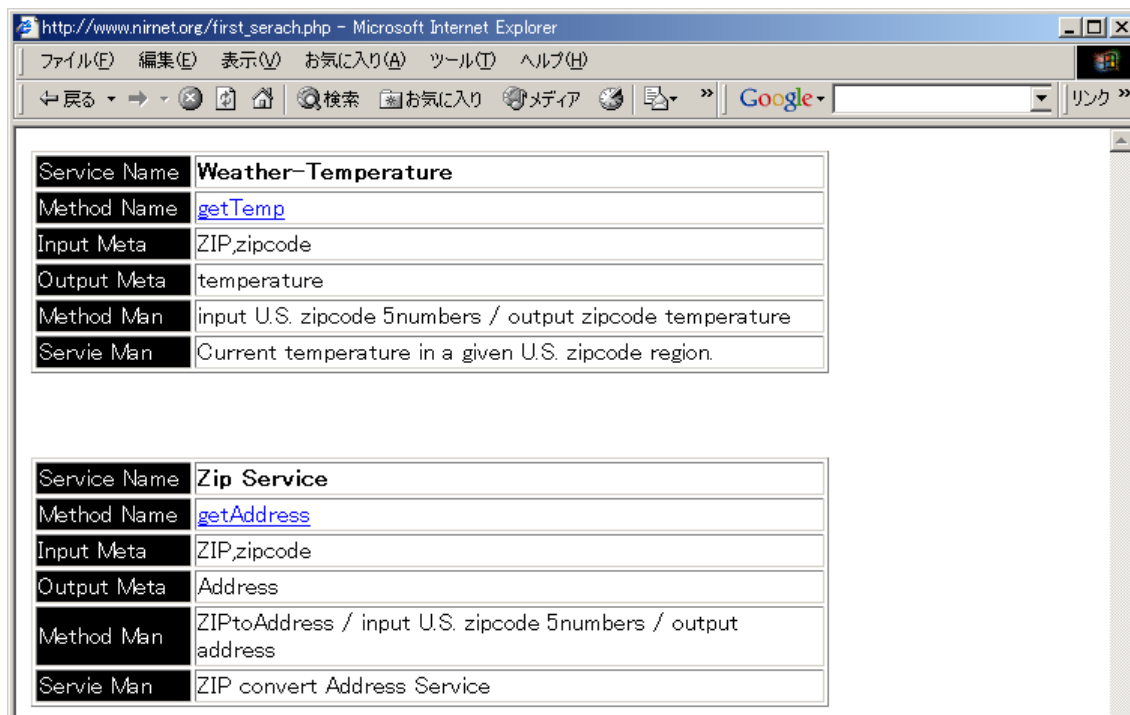 http://www.nirnet.org/first_serach.php - Microsoft Internet Explorer
ファイル(F) 編集(E) 表示(V) お気に入り(A) ツール(T) ヘルプ(H)
戻る 検索 お気に入り メディア » Google リンク »
Service Name Weather-Temperature
Method Name getTemp
Input Meta ZIP,zipcode
Output Meta temperature
Method Man input U.S. zipcode 5numbers / output zipcode temperature
Servie Man Current temperature in a given U.S. zipcode region.
Service Name Zip Service
Method Name getAddress
Input Meta ZIP,zipcode
Output Meta Address
Method Man ZIPtoAddress / input U.S. zipcode 5numbers / output
address
Servie Man ZIP convert Address Service